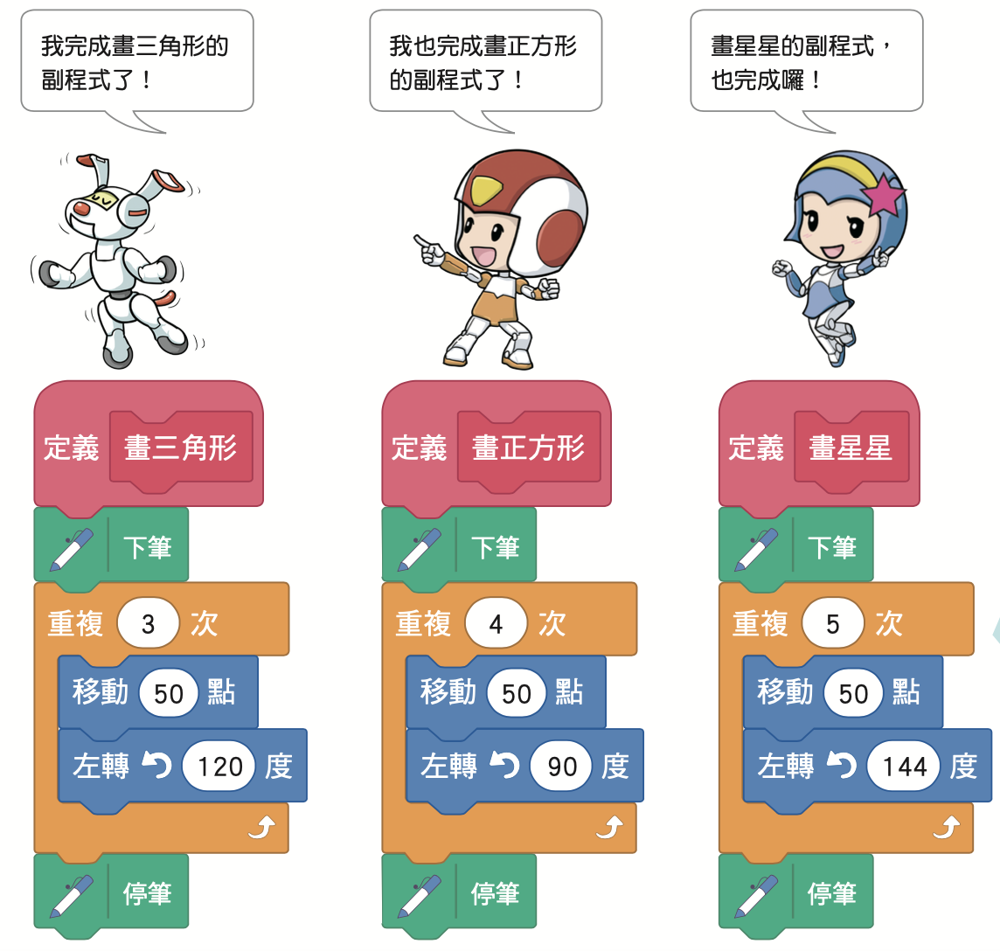 我完成畫三角形的
副程式了！
我也完成畫正方形
的副程式了！
畫星星的副程式，
也完成囉！
定義 畫三角形
下筆
重複 3 次
移動 50 點
左轉 120 度
停筆
定義 畫正方形
下筆
重複 4 次
移動 50 點
左轉 90 度
停筆
定義 畫星星
下筆
重複 5 次
移動 50 點
左轉 144 度
停筆